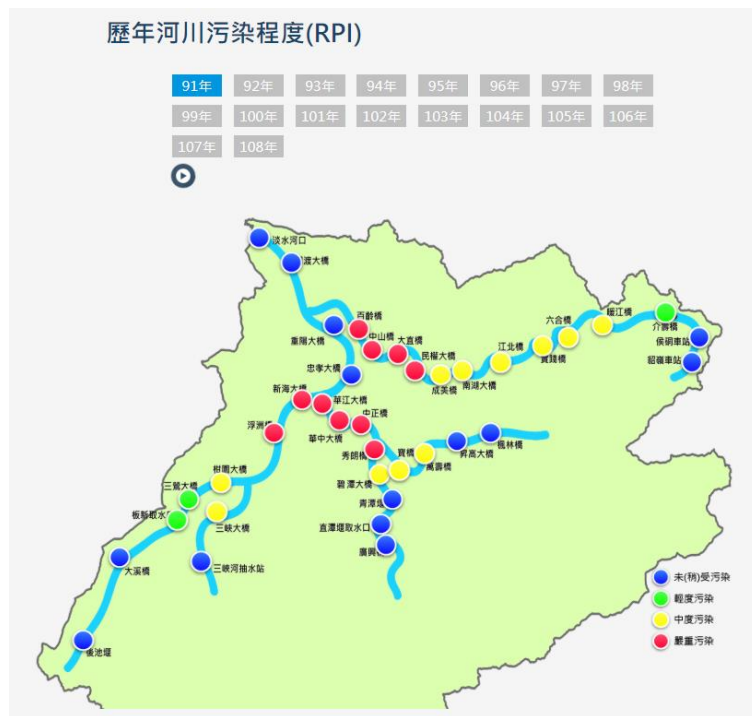 歷年河川污染程度(RPI)
91年 92年 93年 94年 95年 96年 97年 98年
99年 100年 101年 102年 103年 104年 105年 106年
107年 108年
淡水河口
渡大橋
百齡橋
重陽大橋
中山橋
大直橋
民權大橋
成美橋
南湖大橋
江北橋
六合橋
實踐橋
暖江橋
介壽橋
侯硐車站
貂嶺車站
忠孝大橋
新海大橋
華江大橋
中正橋
浮洲橋
華中大橋
秀朗橋
寶橋
萬壽橋
昇高大橋
楓林橋
碧潭大橋
青潭堰
直潭堰取水口
廣興
柑園大橋
三鶯大橋
板新取水
三峽大橋
三峽河抽水站
大溪橋
後池堰
未(稍)受污染
輕度污染
中度污染
嚴重污染